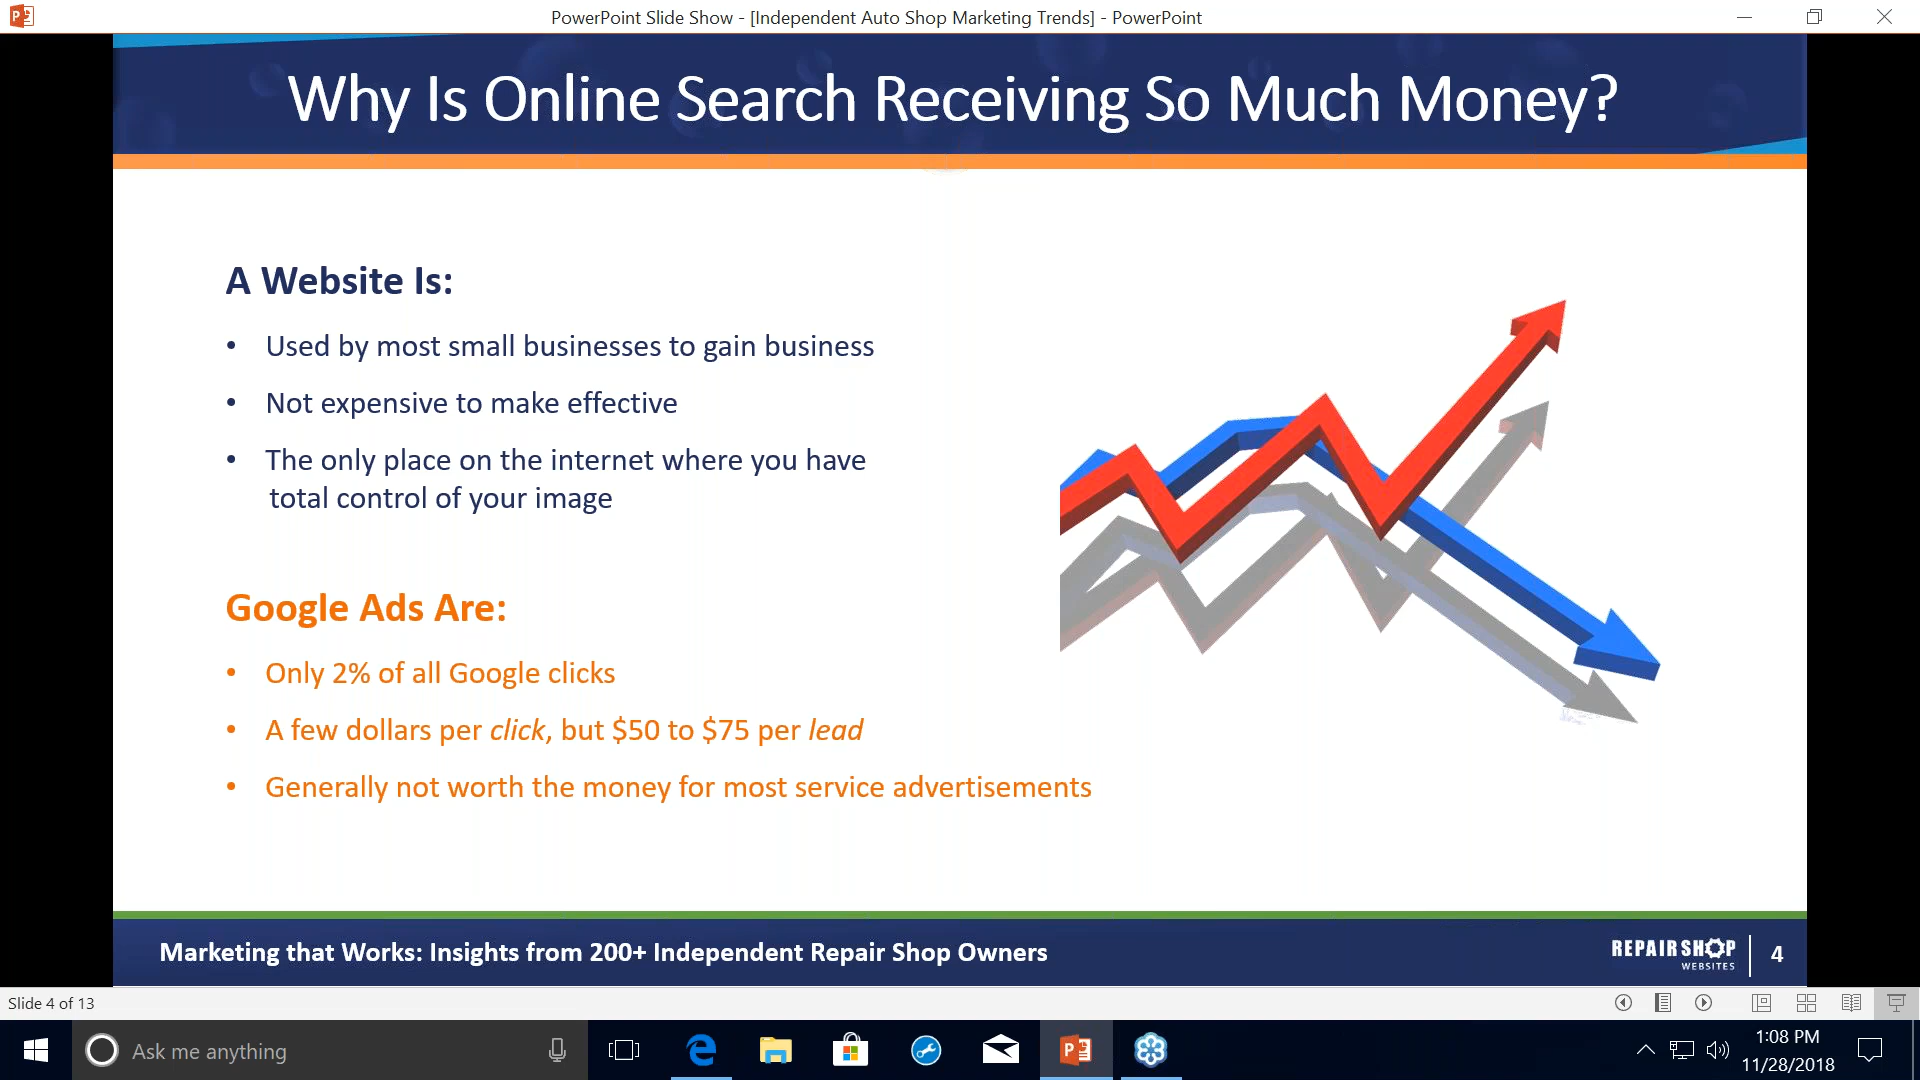 PowerPoint Slide Show - [Independent Auto Shop Marketing Trends] - PowerPoint
Why Is Online Search Receiving So Much Money?
A Website Is:
• Used by most small businesses to gain business
• Not expensive to make effective
• The only place on the internet where you have
total control of your image
Google Ads Are:
• Only 2% of all Google clicks
• A few dollars per click, but $50 to $75 per lead
• Generally not worth the money for most service advertisements
Marketing that Works: Insights from 200+ Independent Repair Shop Owners
REPAIR SHOP
WEBSITES
4
Slide 4 of 13
Ask me anything
1:08 PM
11/28/2018